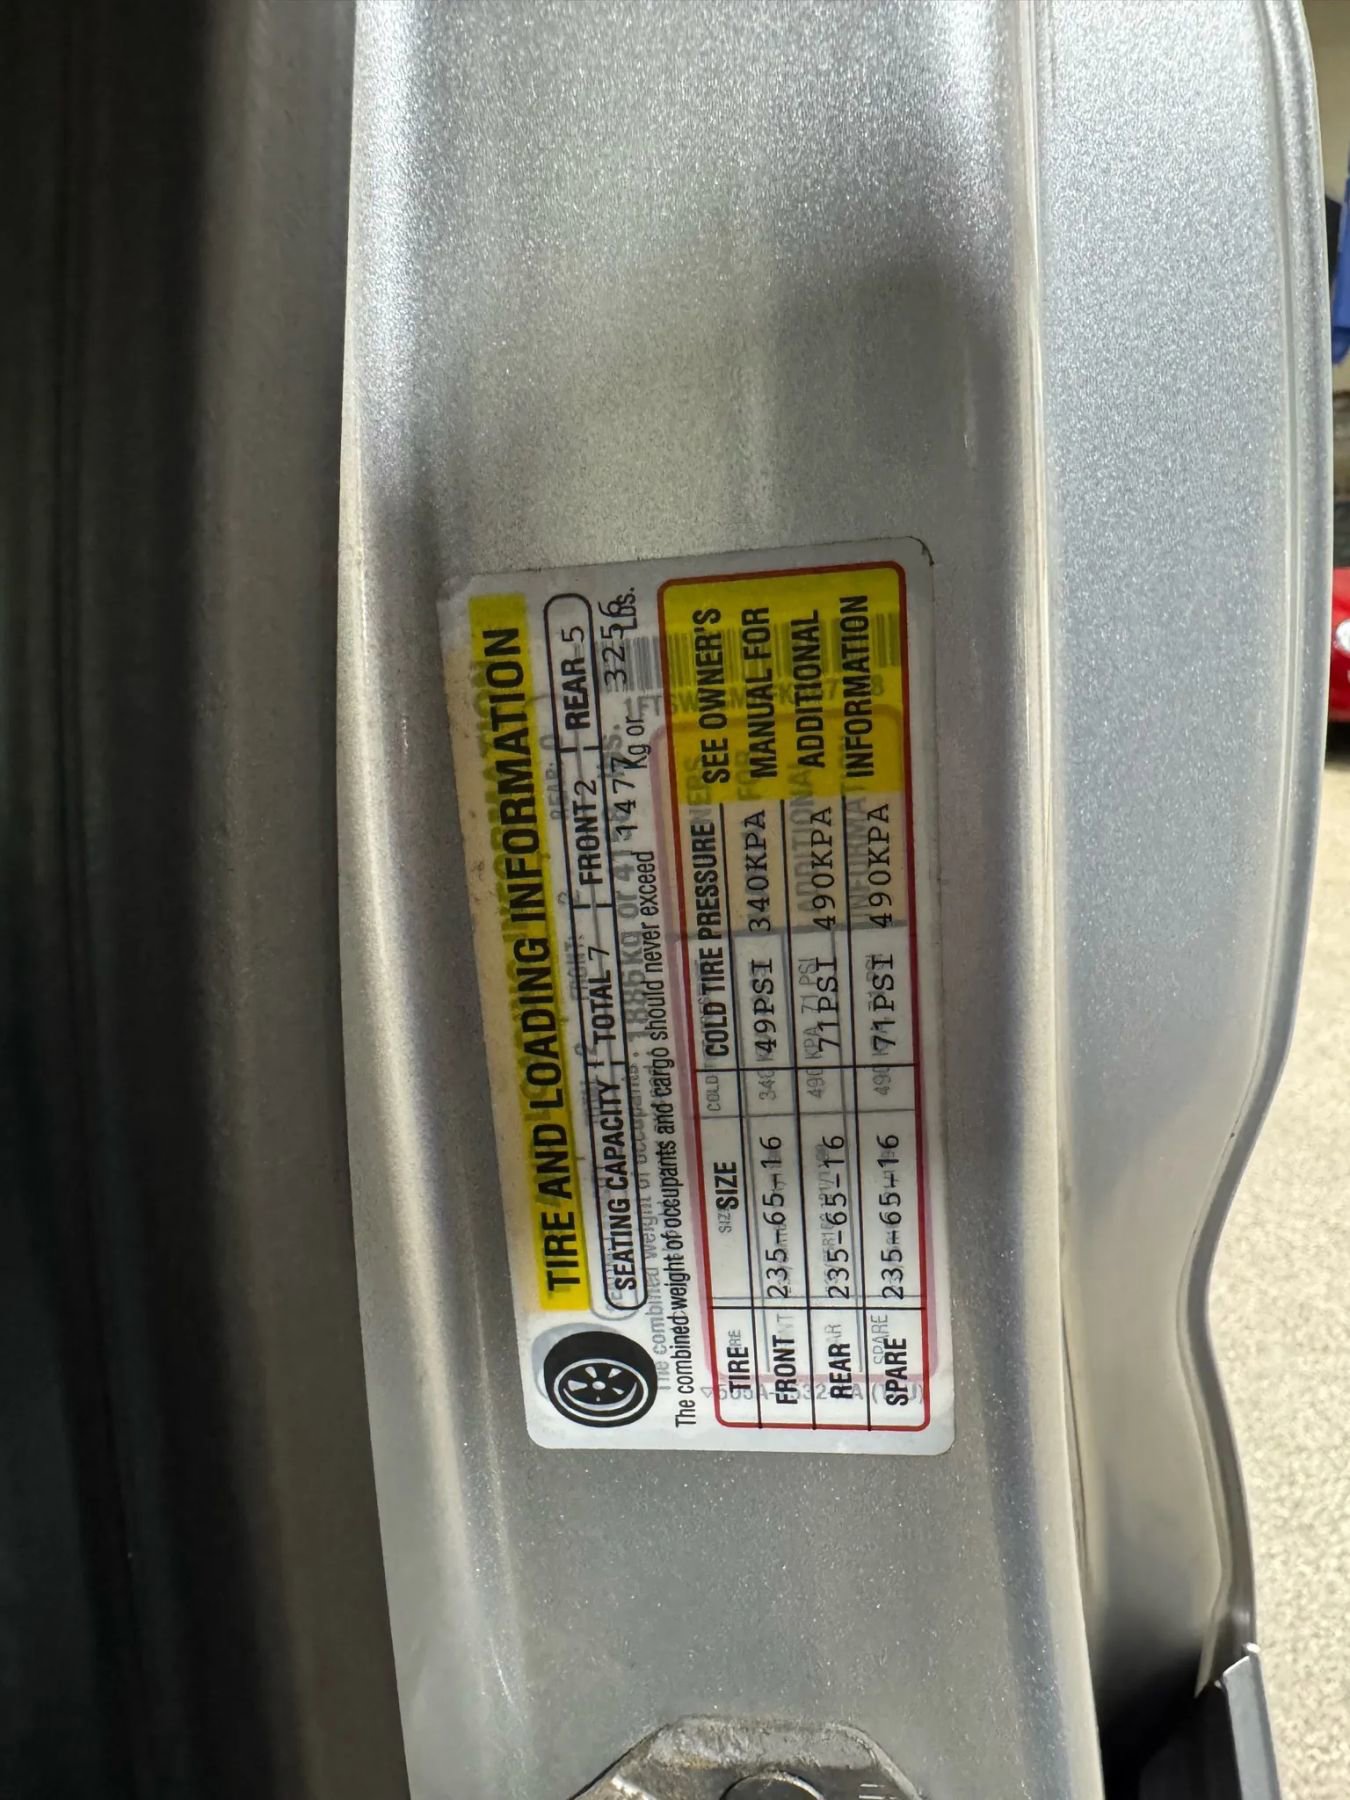 TIRE AND LOADING INFORMATION
SEATING CAPACITY TOTAL 7 FRONT 2 REAR 5
The combined weight of occupants and cargo should never exceed 1477 kg or 3256 Lbs.
TIRE SIZE COLD TIRE PRESSURE
FRONT 235-65-16 49PSI 340KPA
REAR 235-65-16 71PSI 490KPA
SPARE 235-65-16 71PSI 490KPA
SEE OWNER'S
MANUAL FOR
ADDITIONAL
INFORMATION